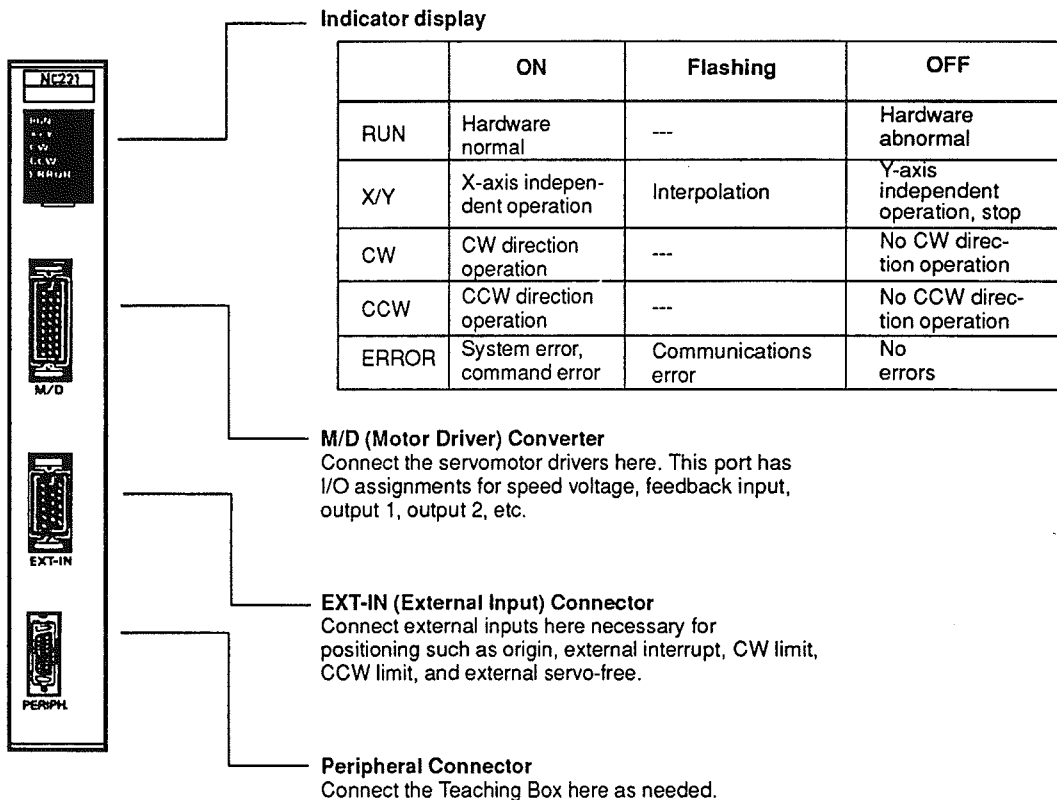 Indicator display
NC221
RUN
X/Y
CW
CCW
ERROR
M/D
EXT-IN
PERIPH.
ON Flashing OFF
RUN Hardware normal --- Hardware abnormal
X/Y X-axis indepen-dent operation Interpolation Y-axis independent operation, stop
CW CW direction operation --- No CW direc-tion operation
CCW CCW direction operation --- No CCW direc-tion operation
ERROR System error, command error Communications error No errors
M/D (Motor Driver) Converter
Connect the servomotor drivers here. This port has
I/O assignments for speed voltage, feedback input,
output 1, output 2, etc.
EXT-IN (External Input) Connector
Connect external inputs here necessary for
positioning such as origin, external interrupt, CW limit,
CCW limit, and external servo-free.
Peripheral Connector
Connect the Teaching Box here as needed.